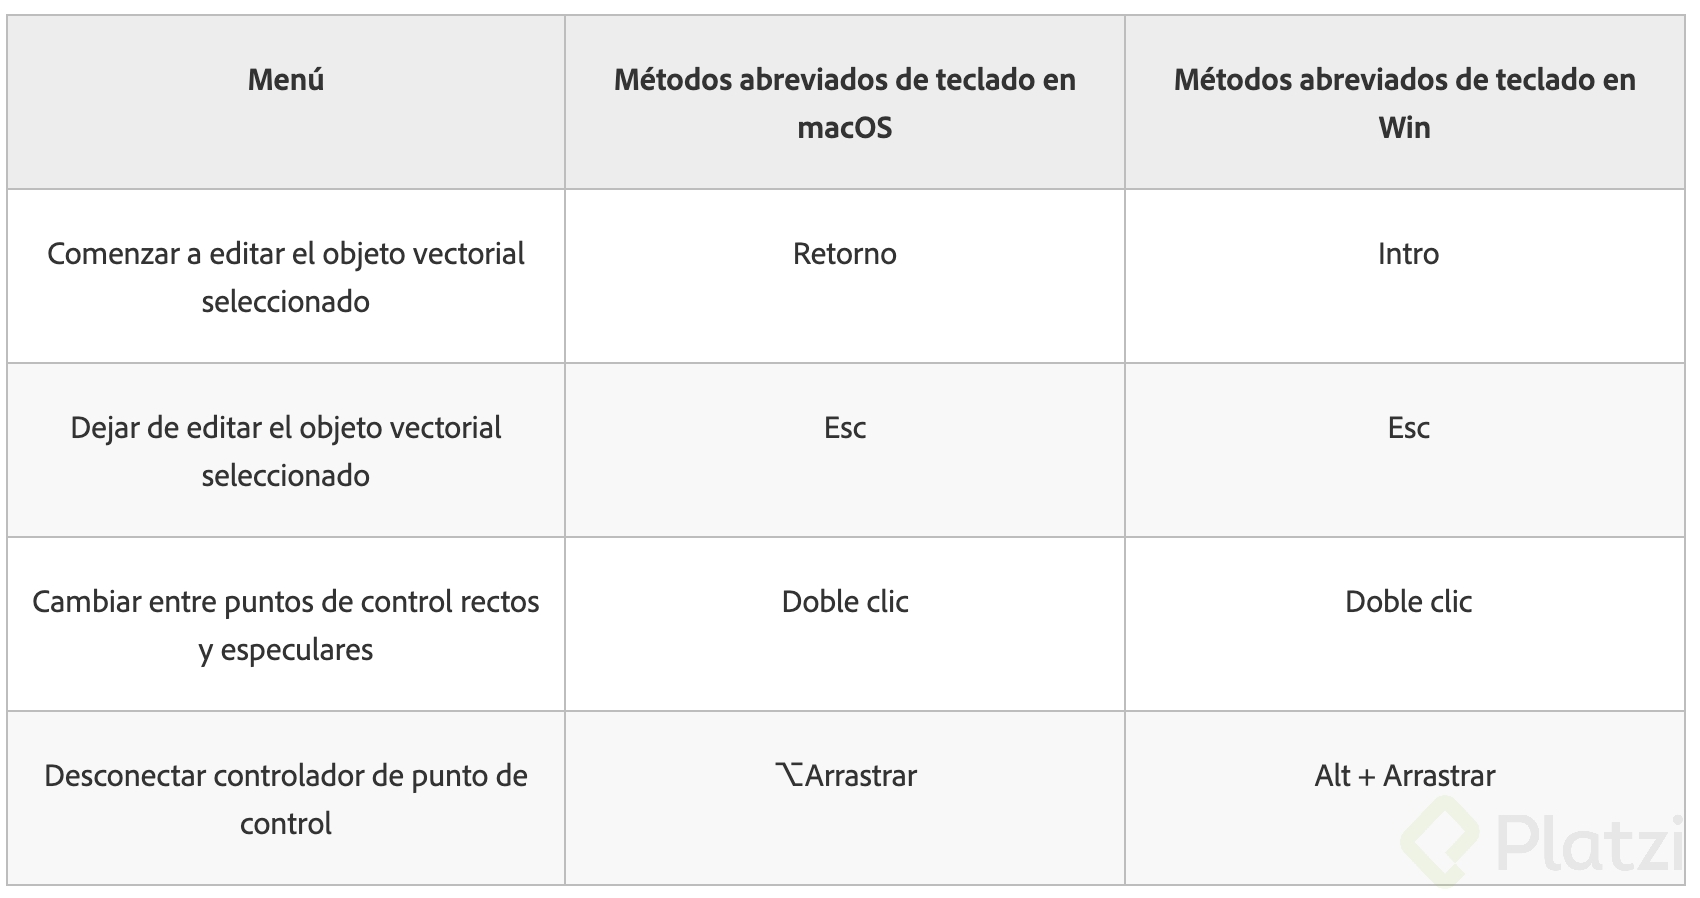 Menú
Métodos abreviados de teclado en
macOS
Métodos abreviados de teclado en
Win
Comenzar a editar el objeto vectorial
seleccionado
Retorno
Intro
Dejar de editar el objeto vectorial
seleccionado
Esc
Esc
Cambiar entre puntos de control rectos
y especulares
Doble clic
Doble clic
Desconectar controlador de punto de
control
⌥Arrastrar
Alt + Arrastrar
Platzi